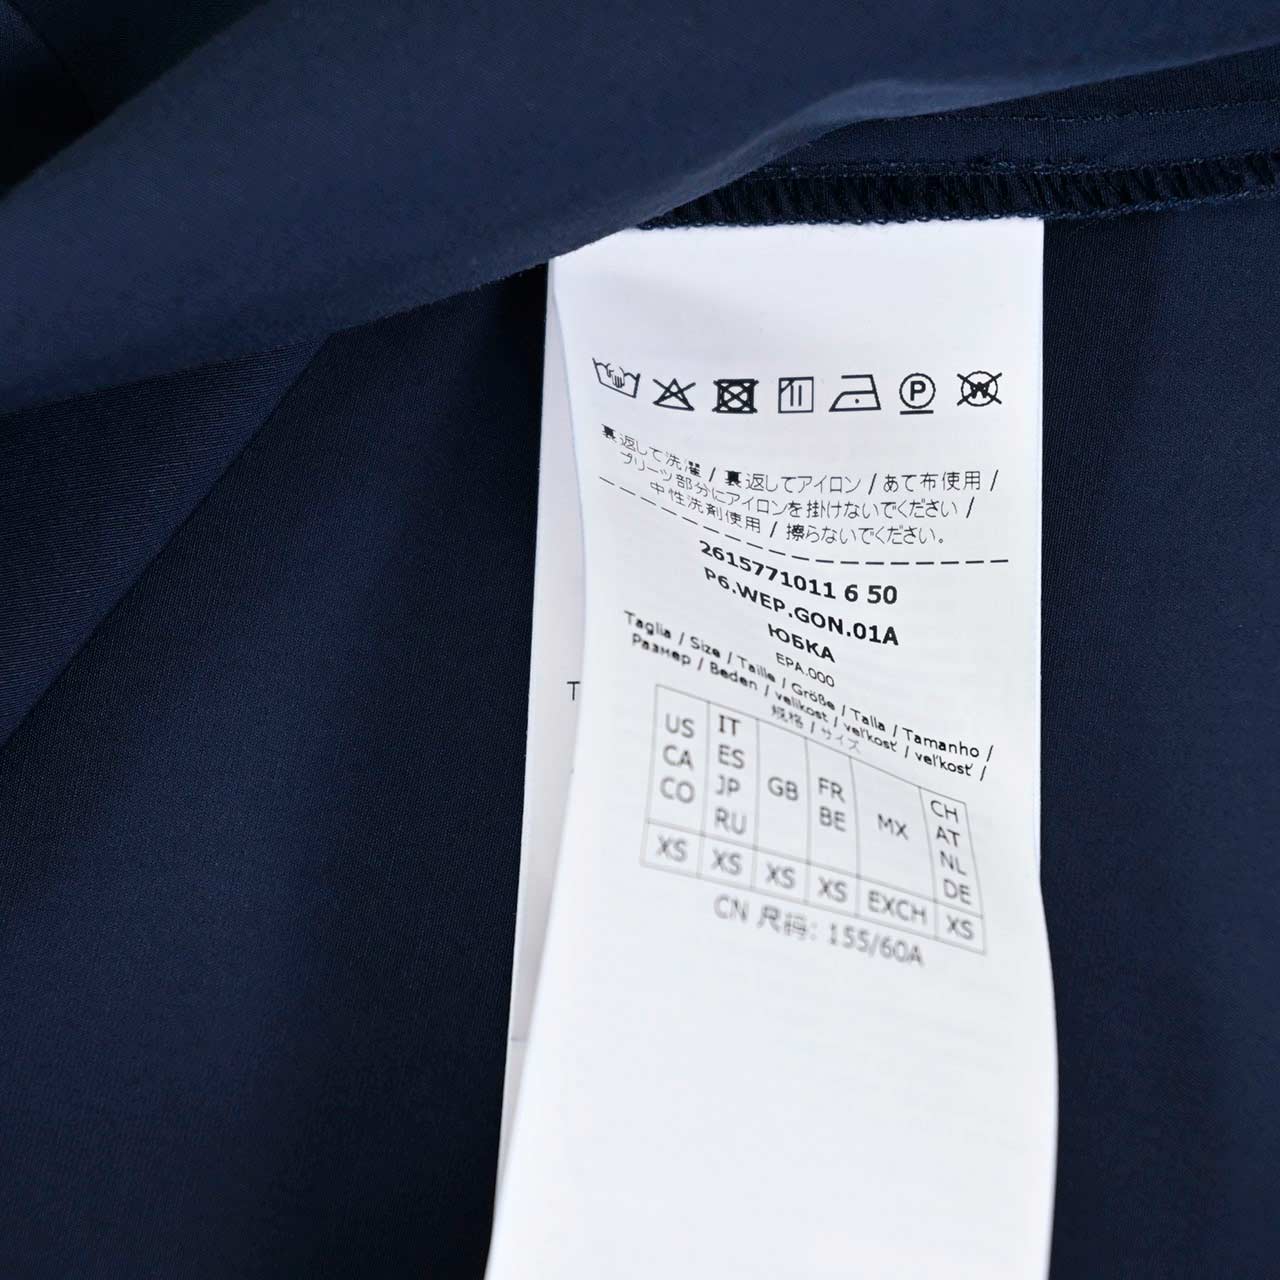 P
W
裏返して洗濯 / 裏返してアイロン / あて布使用 /
プリーツ部分にアイロンを掛けないでください /
中性洗剤使用 / 擦らないでください。
2615771011 6 50
P6.WEP.GON.01A
ЮБКА
EPA.000
Taglia / Size / Taille / Größe / Talla / Tamanho /
Размер / Beden / velikost / veľkosť / veľkosť /
規格 / サイズ
T
US CA CO
IT ES JP RU
GB
FR BE
MX
CH AT NL DE
XS XS XS XS EXCH XS
CN 尺码: 155/60A